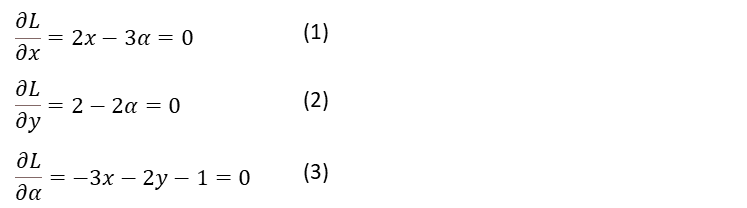 ∂L/∂x = 2x − 3α = 0 (1)
∂L/∂y = 2 − 2α = 0 (2)
∂L/∂α = −3x − 2y − 1 = 0 (3)